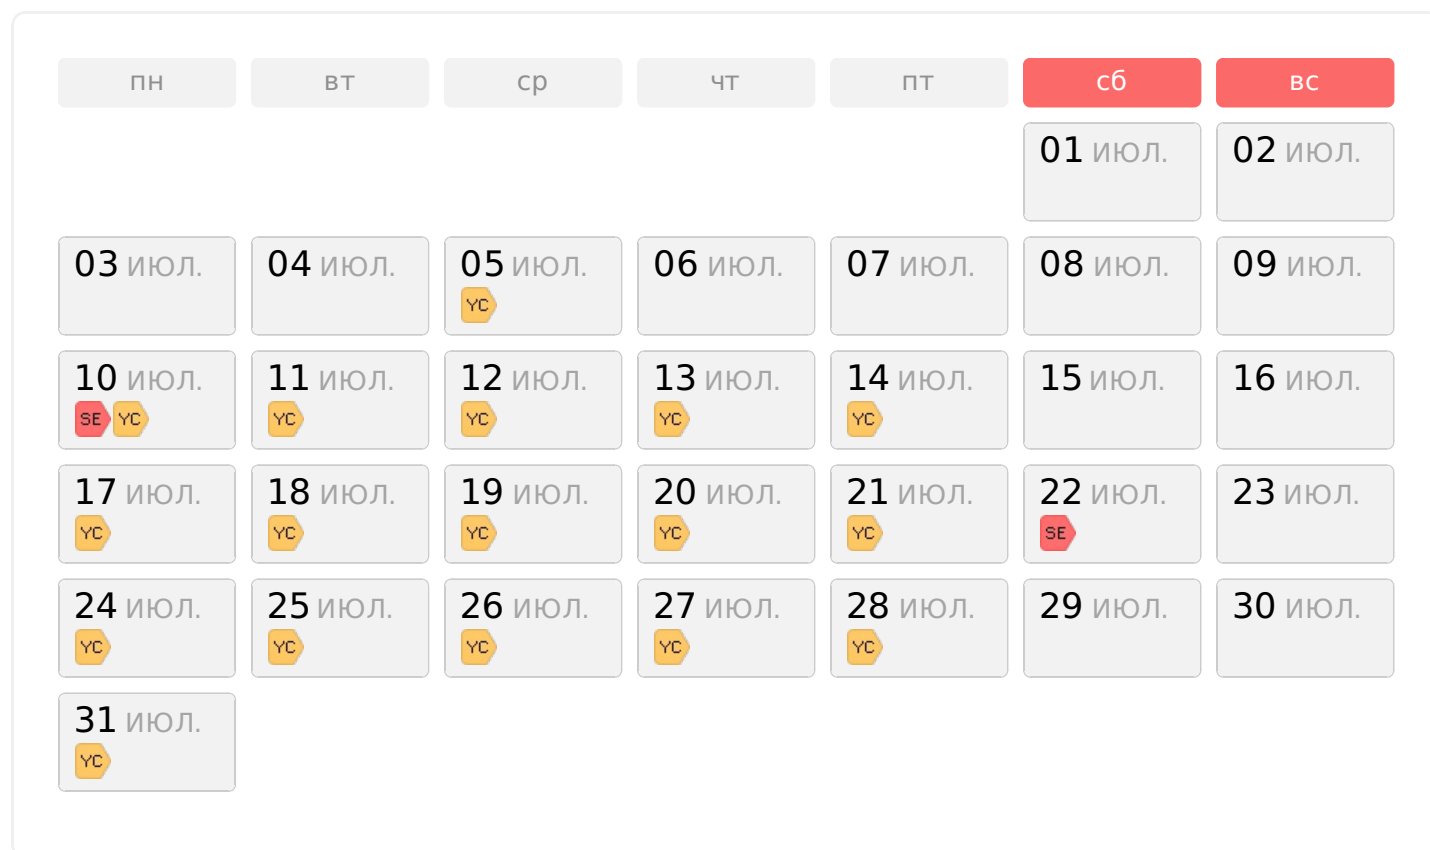 пн вт ср чт пт сб вс
01 июл. 02 июл.
03 июл. 04 июл. 05 июл. 06 июл. 07 июл. 08 июл. 09 июл.
YC
10 июл. 11 июл. 12 июл. 13 июл. 14 июл. 15 июл. 16 июл.
SE YC YC YC YC YC
17 июл. 18 июл. 19 июл. 20 июл. 21 июл. 22 июл. 23 июл.
YC YC YC YC YC SE
24 июл. 25 июл. 26 июл. 27 июл. 28 июл. 29 июл. 30 июл.
YC YC YC YC YC
31 июл.
YC